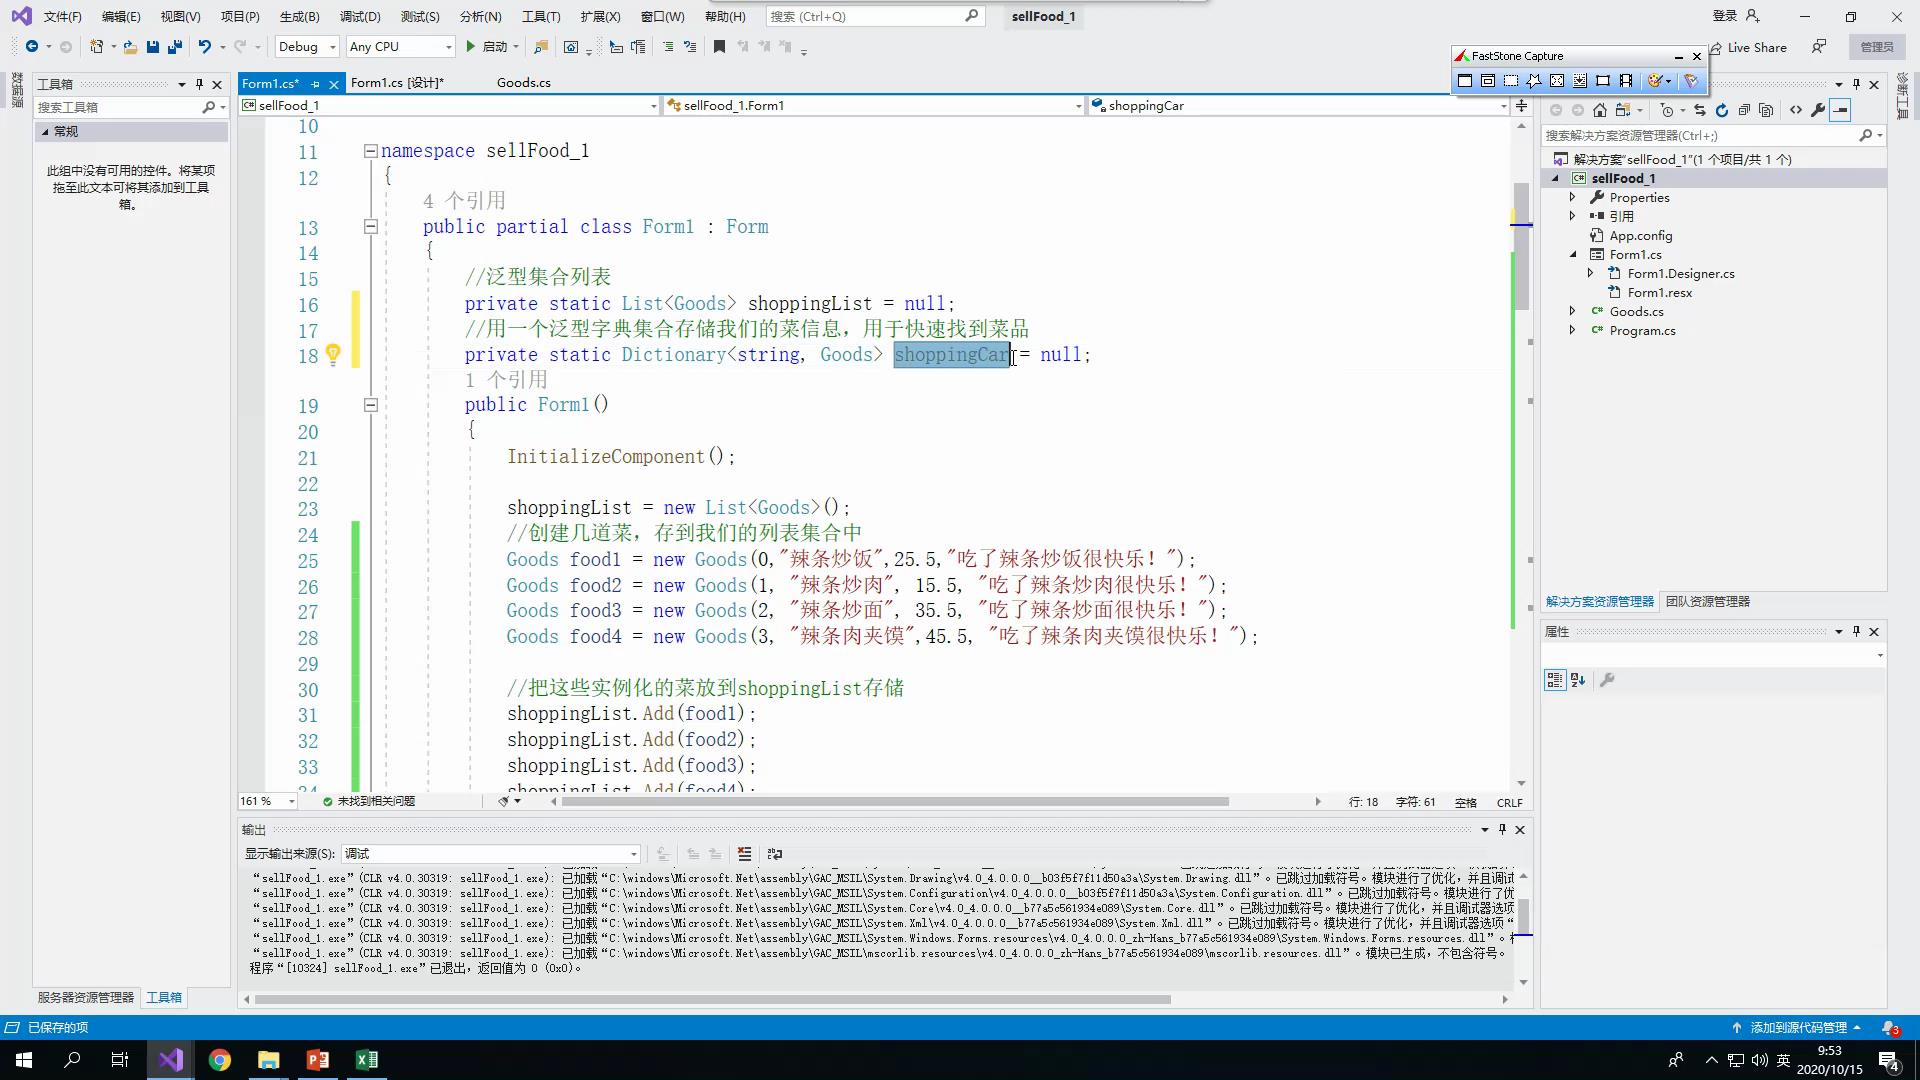 文件(F) 编辑(E) 视图(V) 项目(P) 生成(B) 调试(D) 测试(S) 分析(N) 工具(T) 扩展(X) 窗口(W) 帮助(H) 搜索 (Ctrl+Q) sellFood_1 登录
Debug Any CPU 启动 Live Share 管理员
FastStone Capture
工具箱
搜索工具箱
常规
此组中没有可用的控件。将某项
拖至此文本可将其添加到工具
箱。
Form1.cs* Form1.cs [设计]* Goods.cs
sellFood_1 sellFood_1.Form1 shoppingCar
10
11 namespace sellFood_1
12 {
4 个引用
13 public partial class Form1 : Form
14 {
15 //泛型集合列表
16 private static List<Goods> shoppingList = null;
17 //用一个泛型字典集合存储我们的菜信息，用于快速找到菜品
18 private static Dictionary<string, Goods> shoppingCar = null;
1 个引用
19 public Form1()
20 {
21 InitializeComponent();
22
23 shoppingList = new List<Goods>();
24 //创建几道菜，存到我们的列表集合中
25 Goods food1 = new Goods(0,"辣条炒饭",25.5,"吃了辣条炒饭很快乐！");
26 Goods food2 = new Goods(1, "辣条炒肉", 15.5, "吃了辣条炒肉很快乐！");
27 Goods food3 = new Goods(2, "辣条炒面", 35.5, "吃了辣条炒面很快乐！");
28 Goods food4 = new Goods(3, "辣条肉夹馍",45.5, "吃了辣条肉夹馍很快乐！");
29
30 //把这些实例化的菜放到shoppingList存储
31 shoppingList.Add(food1);
32 shoppingList.Add(food2);
33 shoppingList.Add(food3);
34 shoppingList.Add(food4);
161 % 未找到相关问题 行: 18 字符: 61 空格 CRLF
输出
显示输出来源(S): 调试
“sellFood_1.exe”(CLR v4.0.30319: sellFood_1.exe): 已加载“C:\windows\Microsoft.Net\assembly\GAC_MSIL\System.Drawing\v4.0_4.0.0.0__b03f5f7f11d50a3a\System.Drawing.dll”。已跳过加载符号。模块进行了优化，并且调试
“sellFood_1.exe”(CLR v4.0.30319: sellFood_1.exe): 已加载“C:\windows\Microsoft.Net\assembly\GAC_MSIL\System.Configuration\v4.0_4.0.0.0__b03f5f7f11d50a3a\System.Configuration.dll”。已跳过加载符号。模块进行了优
“sellFood_1.exe”(CLR v4.0.30319: sellFood_1.exe): 已加载“C:\windows\Microsoft.Net\assembly\GAC_MSIL\System.Core\v4.0_4.0.0.0__b77a5c561934e089\System.Core.dll”。已跳过加载符号。模块进行了优化，并且调试器选项
“sellFood_1.exe”(CLR v4.0.30319: sellFood_1.exe): 已加载“C:\windows\Microsoft.Net\assembly\GAC_MSIL\System.Xml\v4.0_4.0.0.0__b77a5c561934e089\System.Xml.dll”。已跳过加载符号。模块进行了优化，并且调试器选项“
“sellFood_1.exe”(CLR v4.0.30319: sellFood_1.exe): 已加载“C:\windows\Microsoft.Net\assembly\GAC_MSIL\System.Windows.Forms.resources\v4.0_4.0.0.0_zh-Hans_b77a5c561934e089\System.Windows.Forms.resources.dll”。
“sellFood_1.exe”(CLR v4.0.30319: sellFood_1.exe): 已加载“C:\windows\Microsoft.Net\assembly\GAC_MSIL\mscorlib.resources\v4.0_4.0.0.0_zh-Hans_b77a5c561934e089\mscorlib.resources.dll”。模块已生成，不包含符号。
程序“[10324] sellFood_1.exe”已退出，返回值为 0 (0x0)。
服务器资源管理器 工具箱
搜索解决方案资源管理器(Ctrl+;)
解决方案"sellFood_1"(1 个项目/共 1 个)
sellFood_1
Properties
引用
App.config
Form1.cs
Form1.Designer.cs
Form1.resx
Goods.cs
Program.cs
解决方案资源管理器 团队资源管理器
属性
诊断工具
已保存的项 添加到源代码管理 3
英 9:53
2020/10/15 4